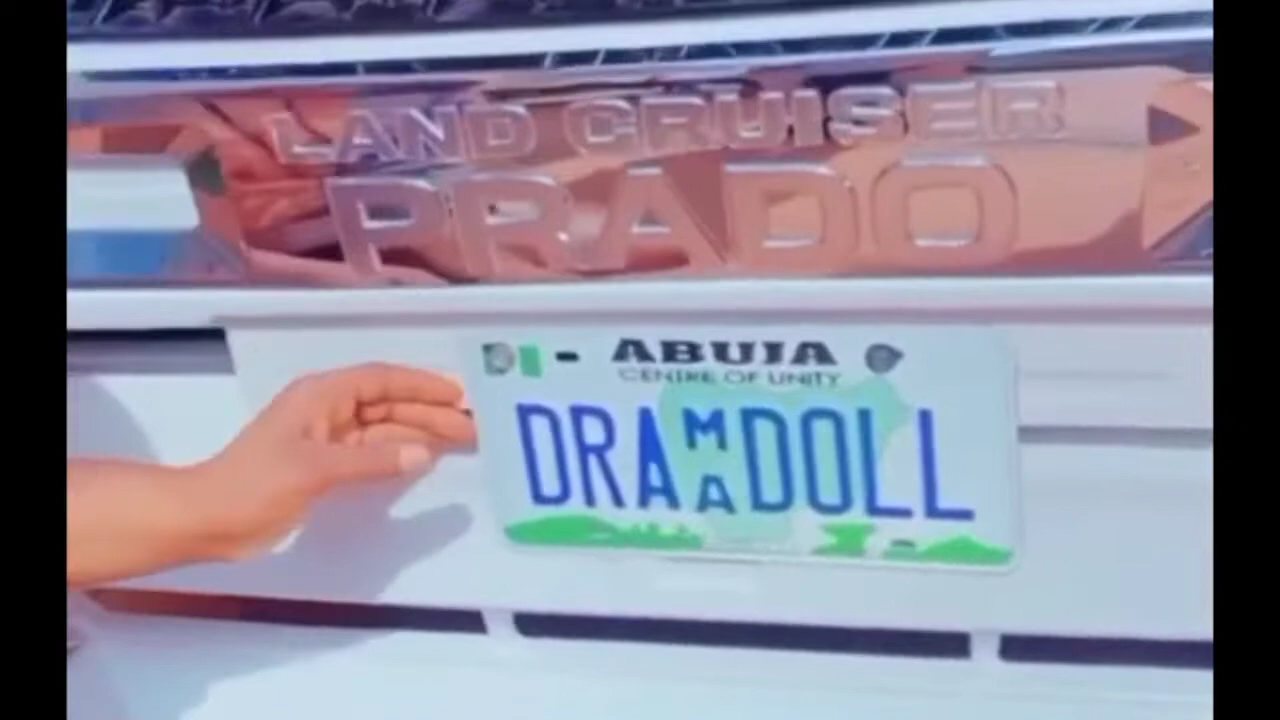 LAND CRUISER
PRADO
ABUJA
CENTRE OF UNITY
DRAMADOLL